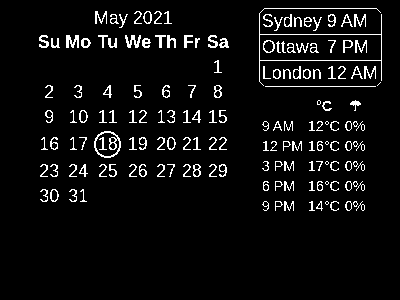 May 2021
Su Mo Tu We Th Fr Sa
1
2 3 4 5 6 7 8
9 10 11 12 13 14 15
16 17 18 19 20 21 22
23 24 25 26 27 28 29
30 31
Sydney 9 AM
Ottawa 7 PM
London 12 AM
°C ☂
9 AM 12°C 0%
12 PM 16°C 0%
3 PM 17°C 0%
6 PM 16°C 0%
9 PM 14°C 0%